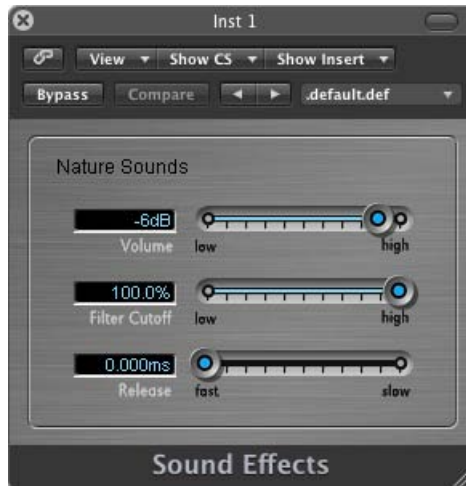 Inst 1
View Show CS Show Insert
Bypass Compare .default.def
Nature Sounds
-6dB
Volume low high
100.0%
Filter Cutoff low high
0.000ms
Release fast slow
Sound Effects